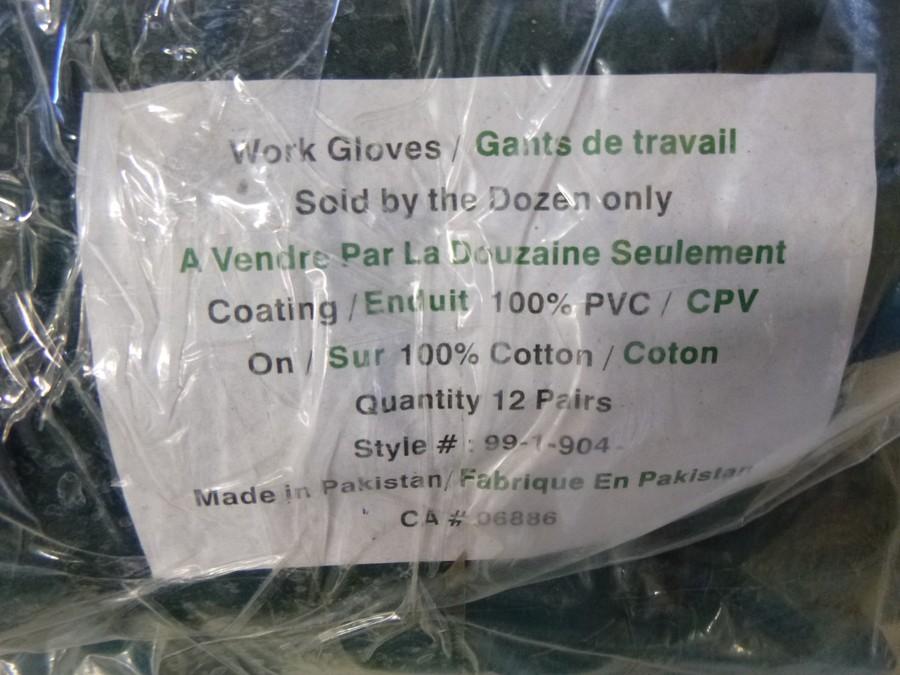 Work Gloves / Gants de travail
Sold by the Dozen only
A Vendre Par La Douzaine Seulement
Coating / Enduit 100% PVC / CPV
On / Sur 100% Cotton / Coton
Quantity 12 Pairs
Style # : 99-1-904
Made in Pakistan/ Fabrique En Pakistan
CA # 06886